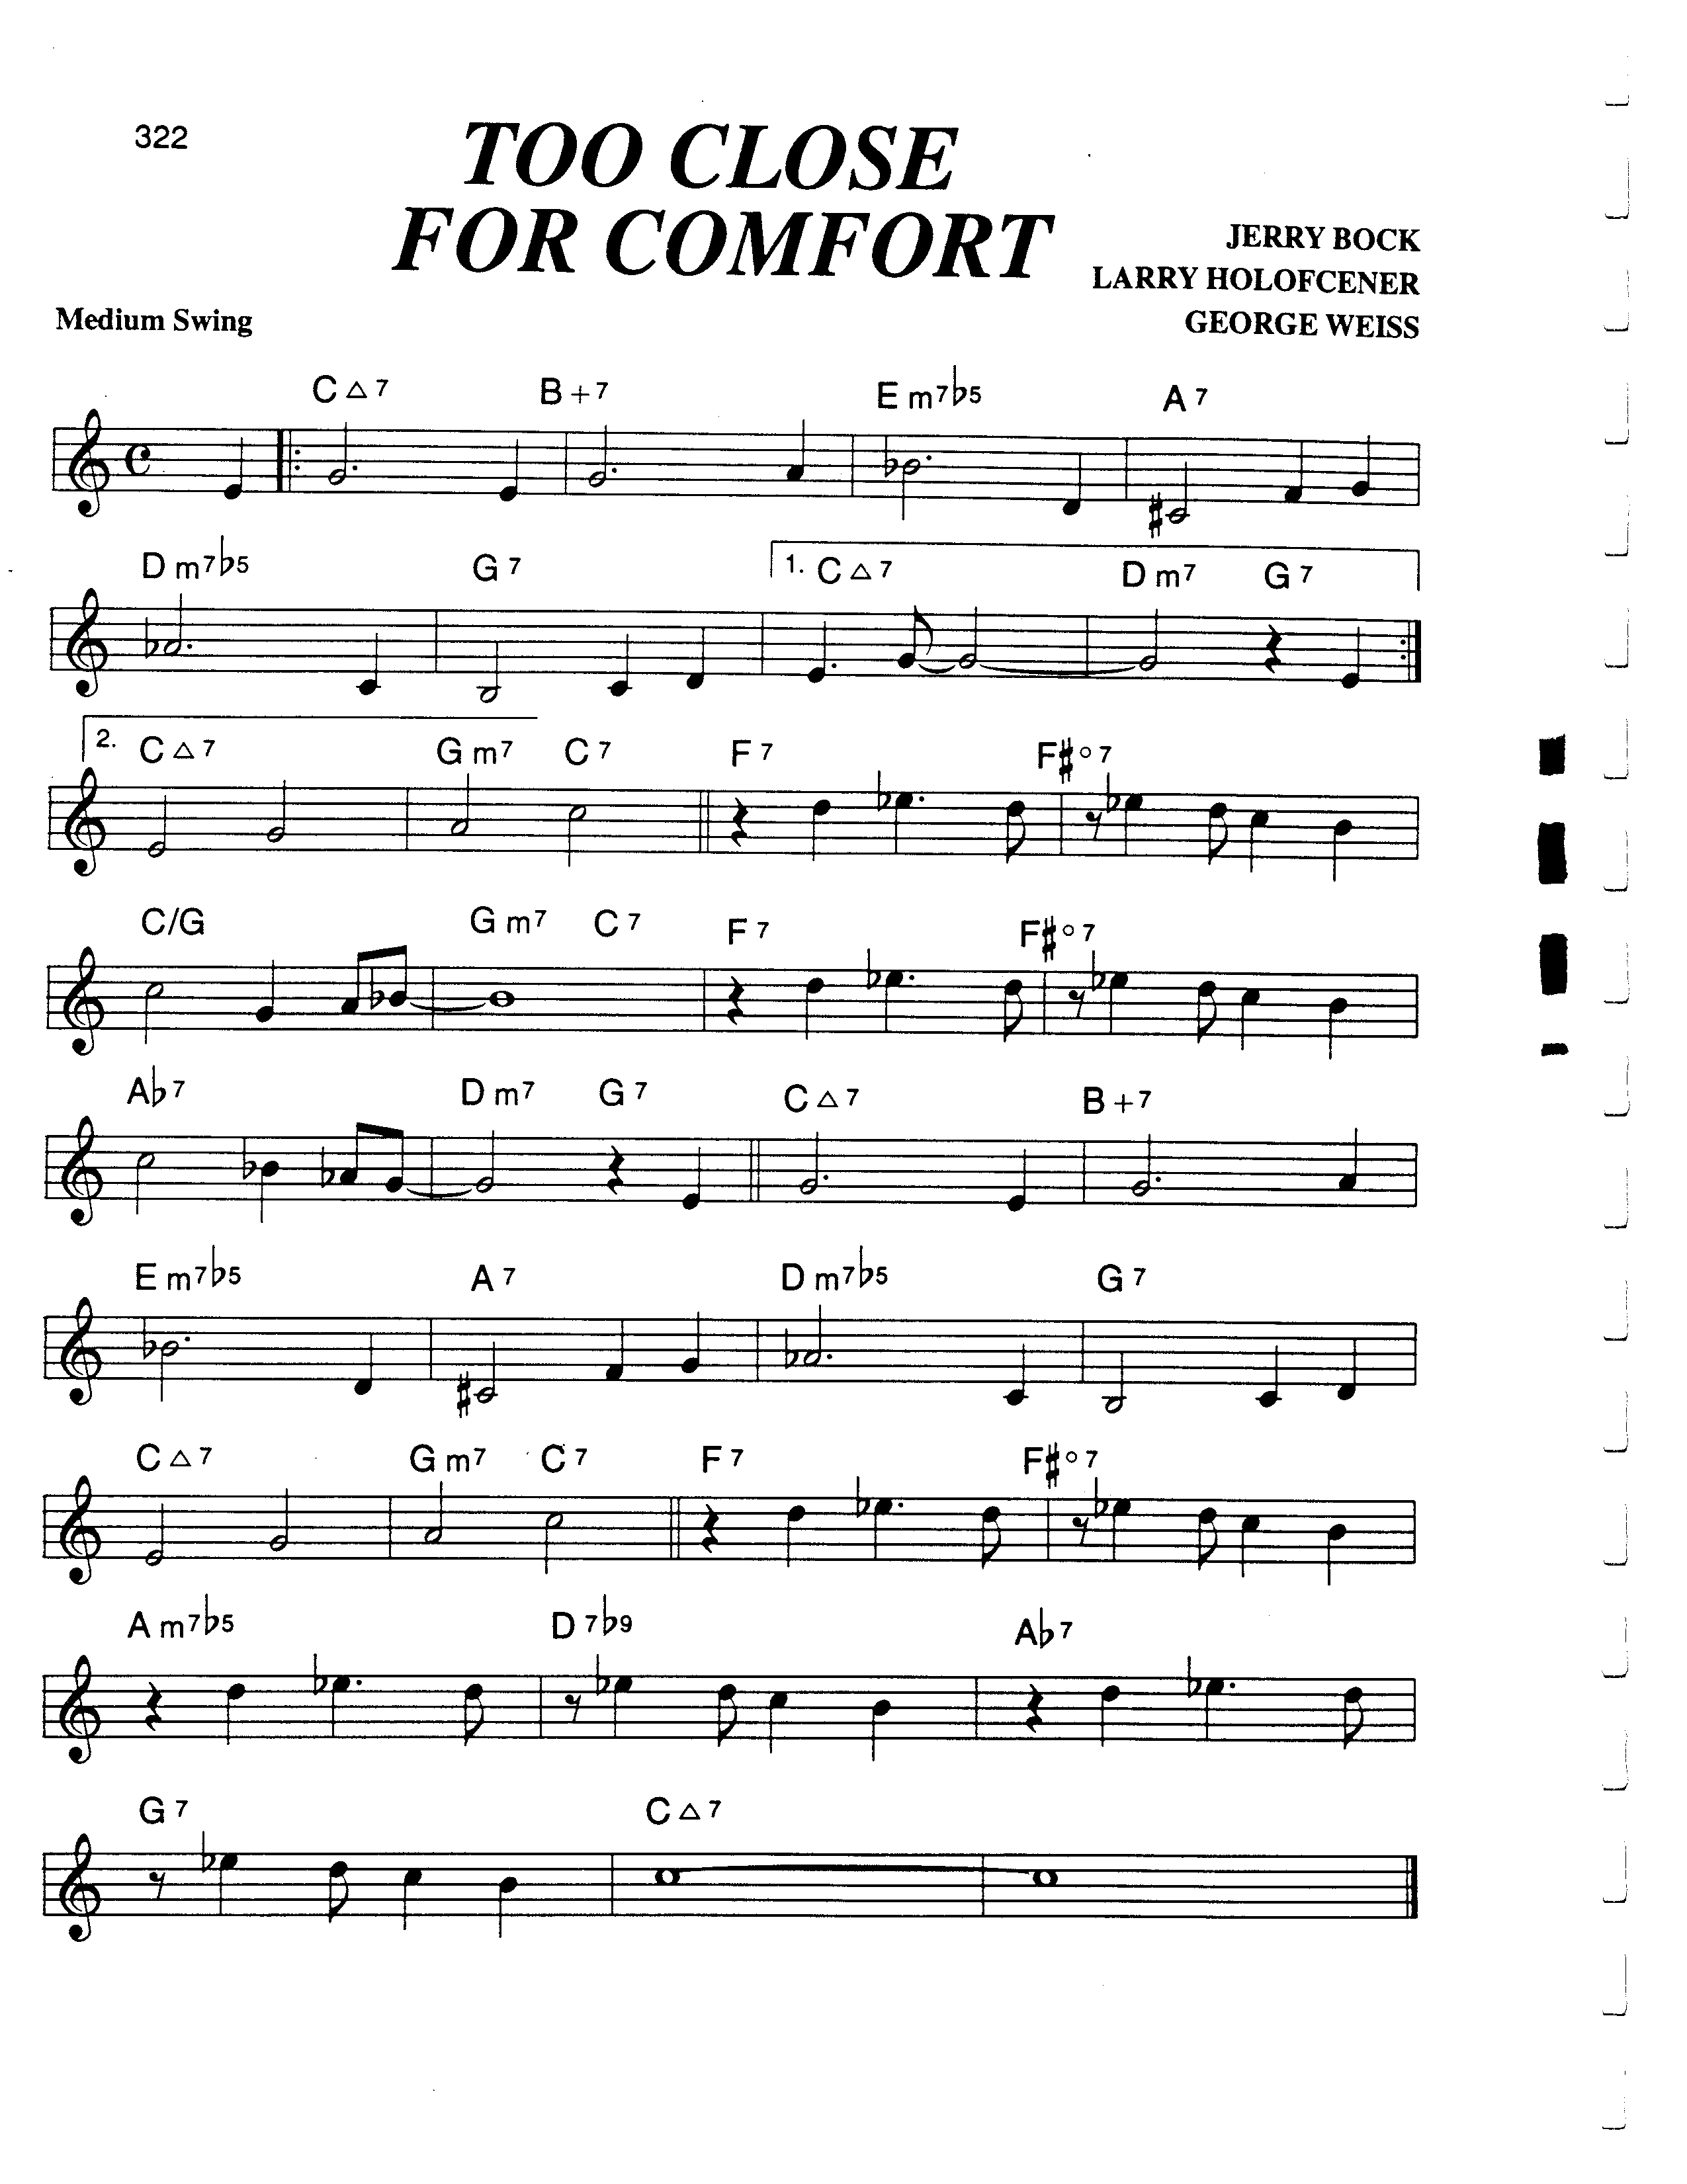 322
TOO CLOSE
FOR COMFORT
JERRY BOCK
LARRY HOLOFCENER
GEORGE WEISS
Medium Swing
C△7 B+7 Em7♭5 A7
Dm7♭5 G7 1. C△7 Dm7 G7
2. C△7 Gm7 C7 F7 F#°7
C/G Gm7 C7 F7 F#°7
A♭7 Dm7 G7 C△7 B+7
Em7♭5 A7 Dm7♭5 G7
C△7 Gm7 C7 F7 F#°7
Am7♭5 D7♭9 A♭7
G7 C△7